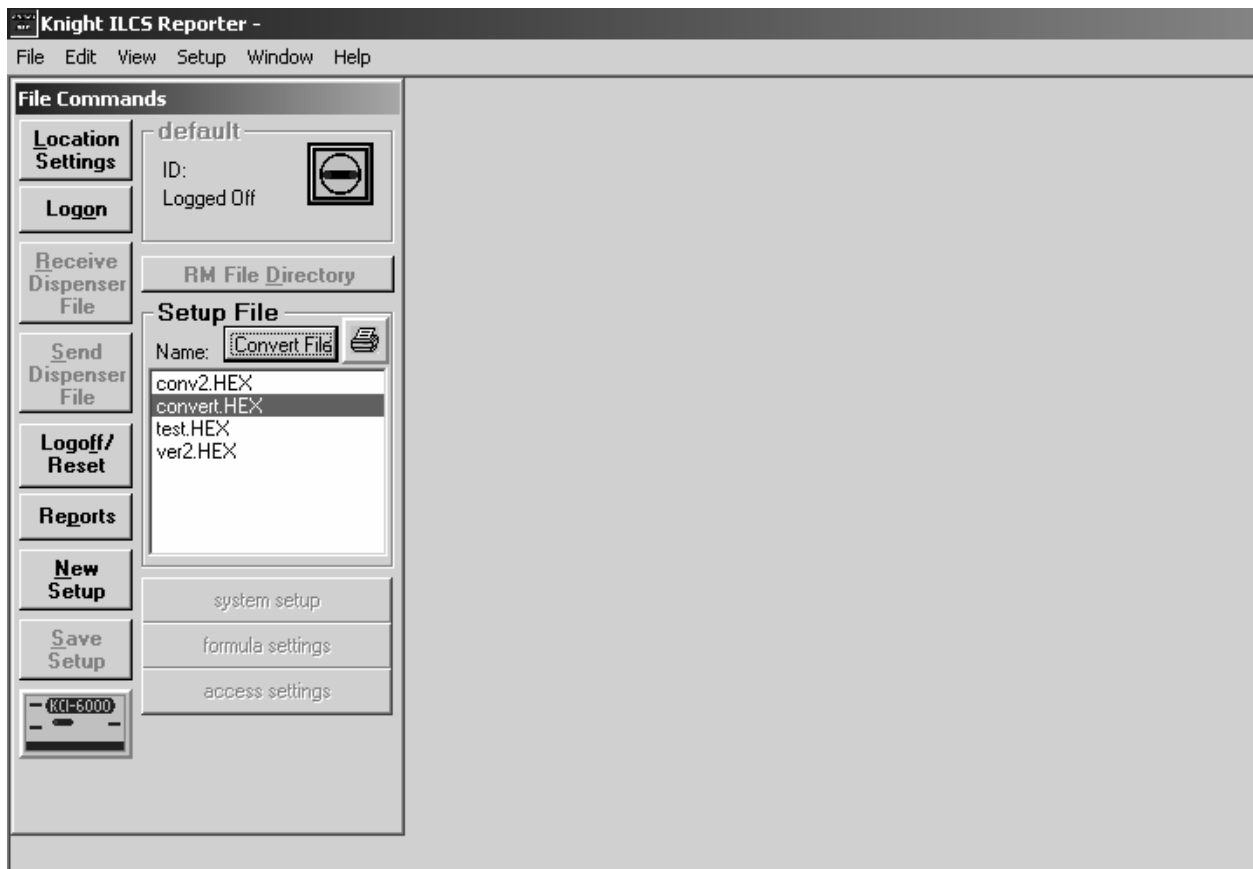 Knight ILCS Reporter -
File Edit View Setup Window Help
File Commands
Location
Settings
Logon
Receive
Dispenser
File
Send
Dispenser
File
Logoff/
Reset
Reports
New
Setup
Save
Setup
KCI-6000
default
ID:
Logged Off
RM File Directory
Setup File
Name: Convert File
conv2.HEX
convert.HEX
test.HEX
ver2.HEX
system setup
formula settings
access settings